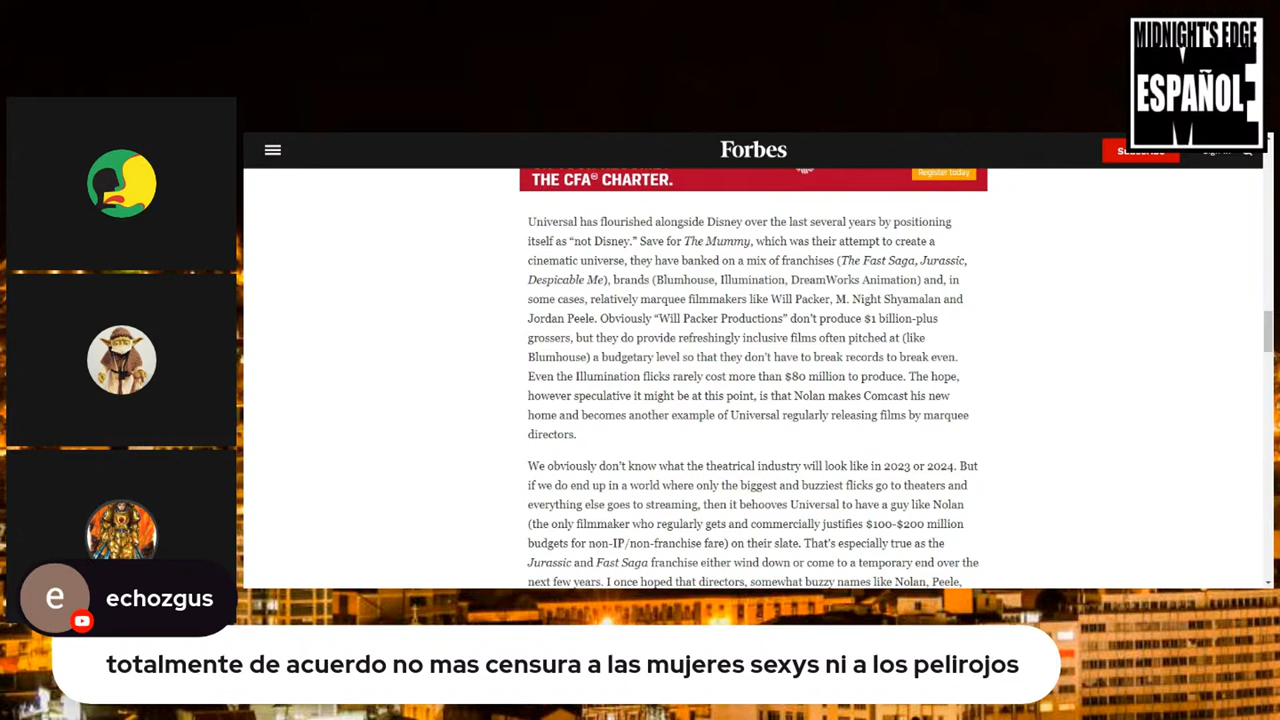 MIDNIGHT'S EDGE
ESPAÑOL
Forbes
THE CFA® CHARTER.
Register today
Universal has flourished alongside Disney over the last several years by positioning
itself as “not Disney.” Save for The Mummy, which was their attempt to create a
cinematic universe, they have banked on a mix of franchises (The Fast Saga, Jurassic,
Despicable Me), brands (Blumhouse, Illumination, DreamWorks Animation) and, in
some cases, relatively marquee filmmakers like Will Packer, M. Night Shyamalan and
Jordan Peele. Obviously “Will Packer Productions” don’t produce $1 billion-plus
grossers, but they do provide refreshingly inclusive films often pitched at (like
Blumhouse) a budgetary level so that they don’t have to break records to break even.
Even the Illumination flicks rarely cost more than $80 million to produce. The hope,
however speculative it might be at this point, is that Nolan makes Comcast his new
home and becomes another example of Universal regularly releasing films by marquee
directors.
We obviously don’t know what the theatrical industry will look like in 2023 or 2024. But
if we do end up in a world where only the biggest and buzziest flicks go to theaters and
everything else goes to streaming, then it behooves Universal to have a guy like Nolan
(the only filmmaker who regularly gets and commercially justifies $100-$200 million
budgets for non-IP/non-franchise fare) on their slate. That’s especially true as the
Jurassic and Fast Saga franchise either wind down or come to a temporary end over the
next few years. I once hoped that directors, somewhat buzzy names like Nolan, Peele,
e
echozgus
totalmente de acuerdo no mas censura a las mujeres sexys ni a los pelirojos